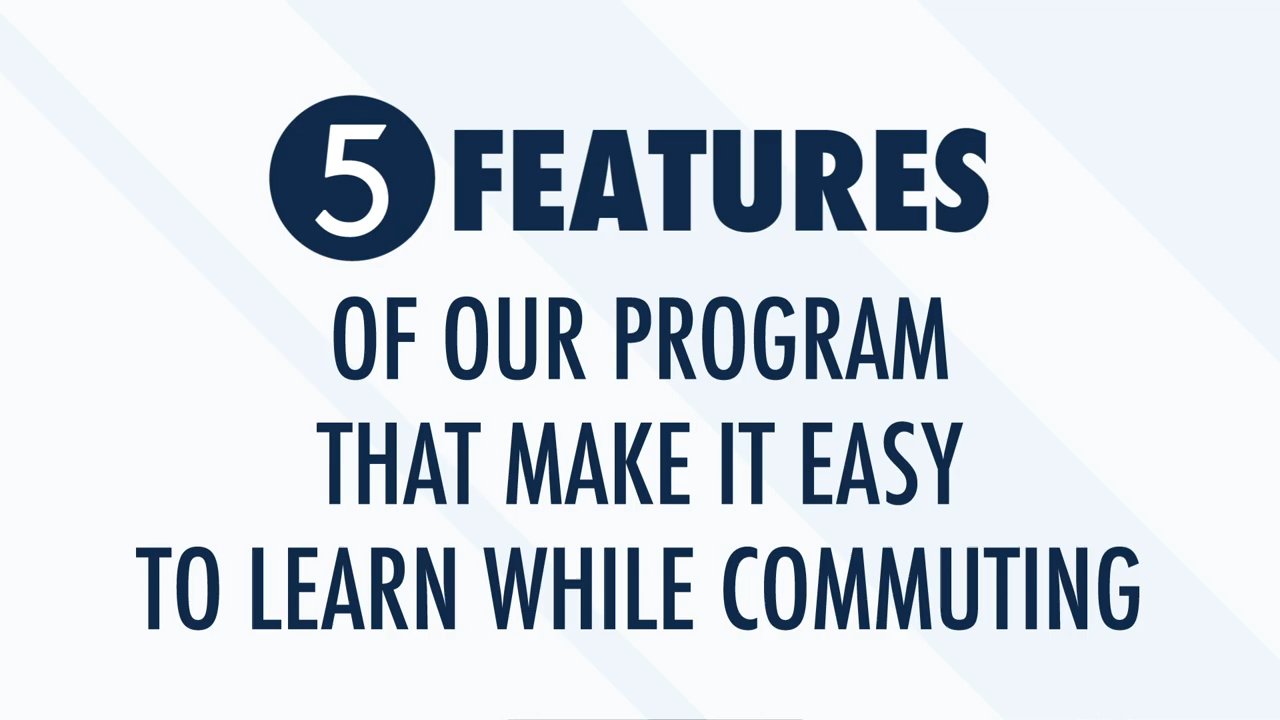 5 FEATURES
OF OUR PROGRAM
THAT MAKE IT EASY
TO LEARN WHILE COMMUTING